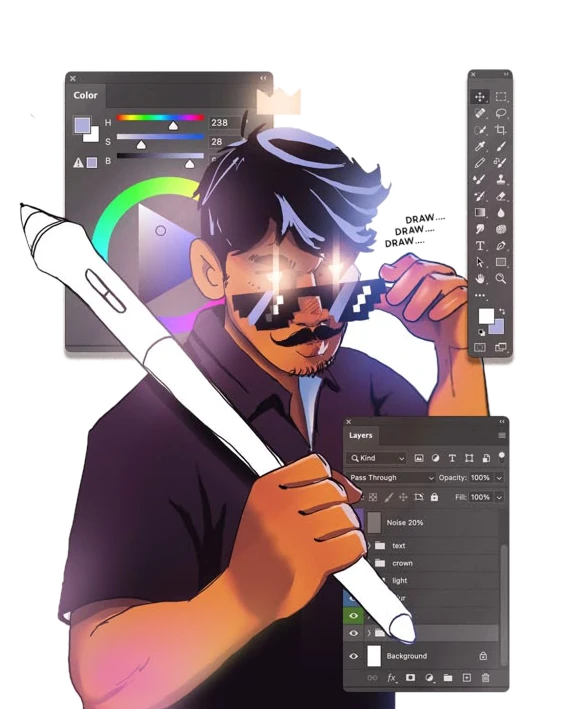 Color
H 238
S 28
B
DRAW....
DRAW....
DRAW....
T
Layers
Kind
T
Pass Through Opacity: 100%
Fill: 100%
Noise 20%
text
crown
light
Background
fx